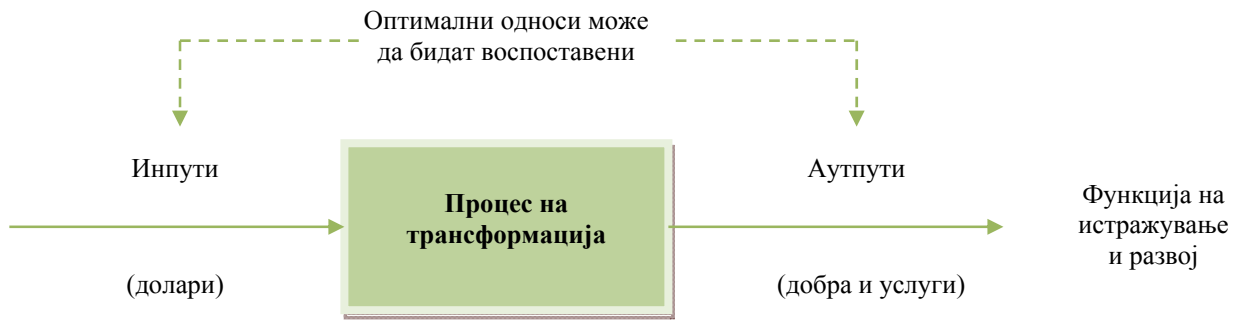 Оптимални односи може
да бидат воспоставени
Инпути
Аутпути
Процес на
трансформација
Функција на
истражување
и развој
(долари)
(добра и услуги)